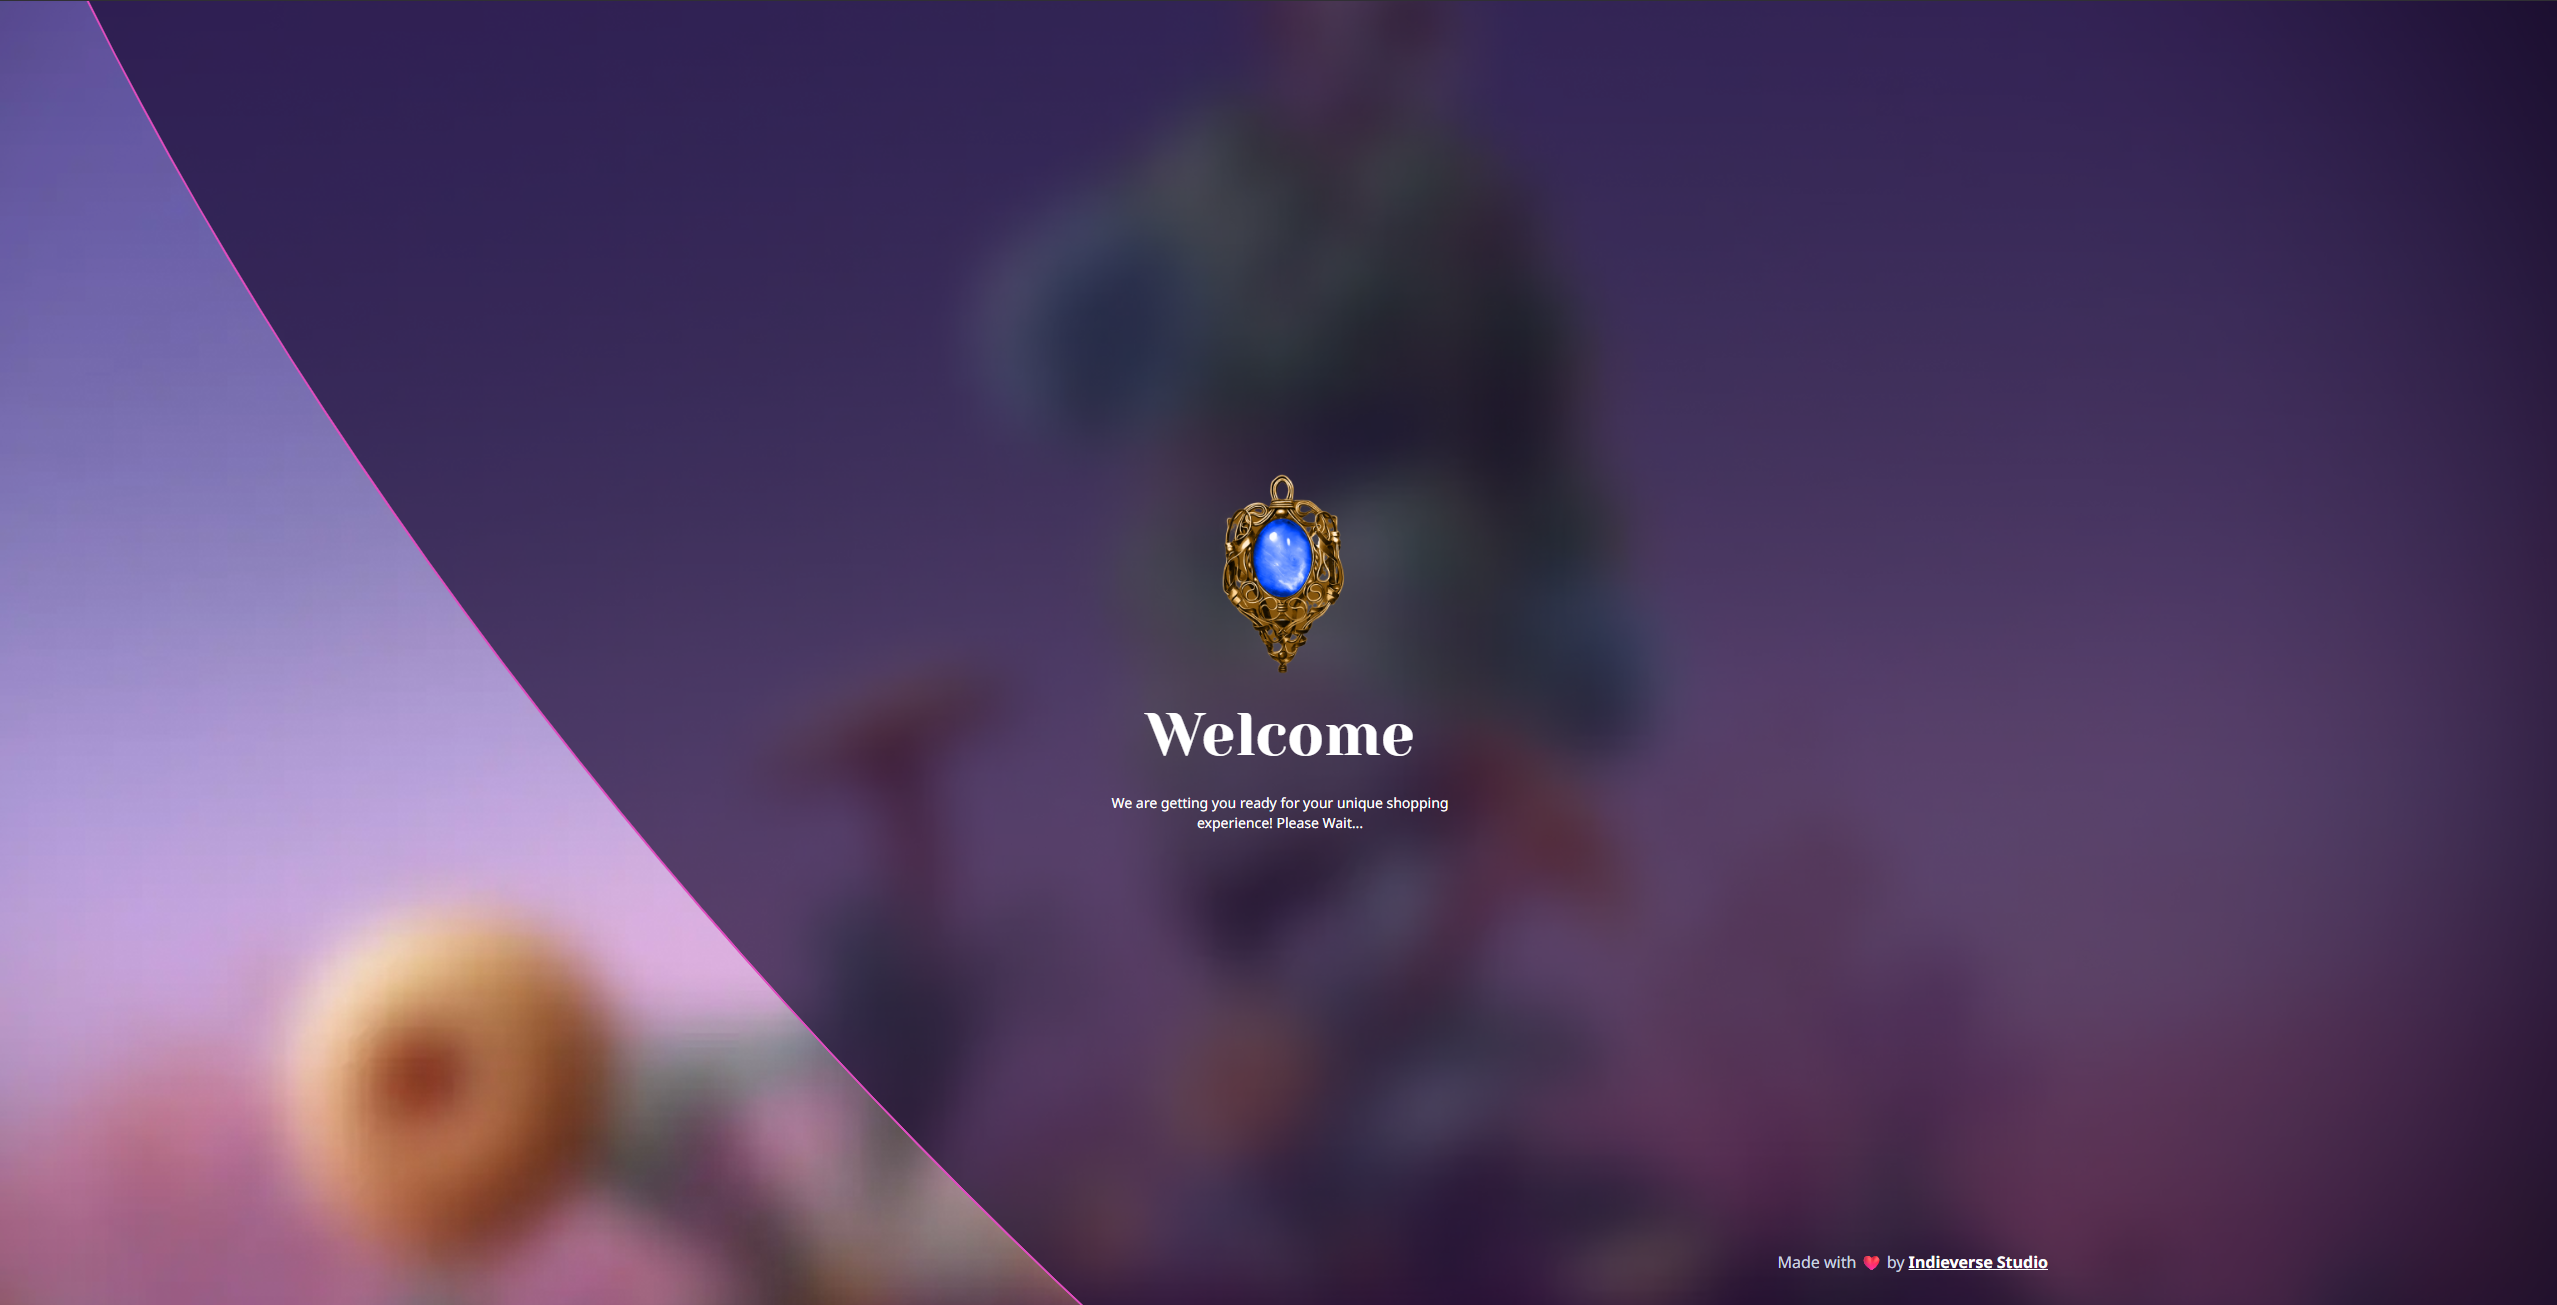 Welcome
We are getting you ready for your unique shopping
experience! Please Wait...
Made with ❤️ by Indieverse Studio